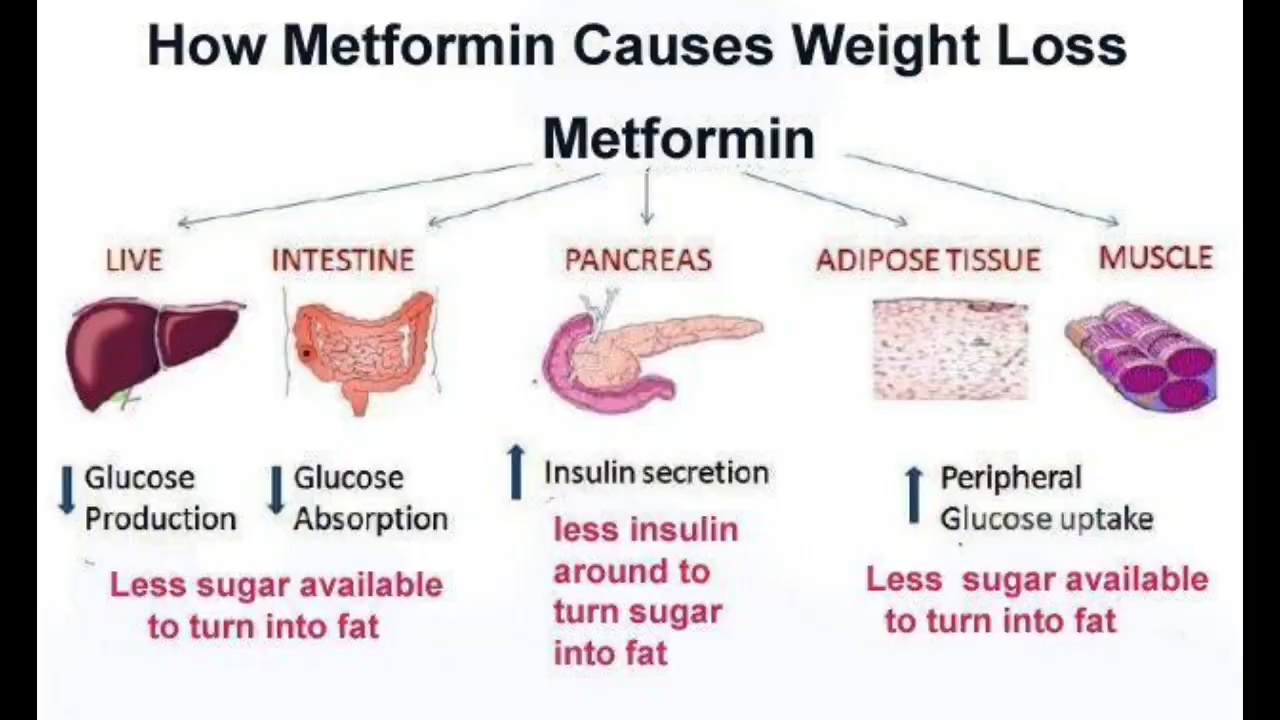 How Metformin Causes Weight Loss
Metformin
LIVE
INTESTINE
PANCREAS
ADIPOSE TISSUE
MUSCLE
Glucose
Production
Glucose
Absorption
Less sugar available
to turn into fat
Insulin secretion
less insulin
around to
turn sugar
into fat
Peripheral
Glucose uptake
Less sugar available
to turn into fat